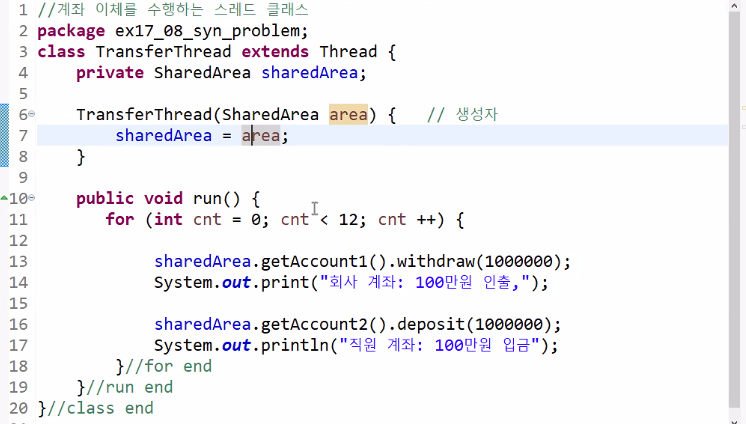 1 //계좌 이체를 수행하는 스레드 클래스
2 package ex17_08_syn_problem;
3 class TransferThread extends Thread {
4     private SharedArea sharedArea;
5
6     TransferThread(SharedArea area) {   // 생성자
7         sharedArea = area;
8     }
9
10     public void run() {
11        for (int cnt = 0; cnt < 12; cnt ++) {
12
13             sharedArea.getAccount1().withdraw(1000000);
14             System.out.print("회사 계좌: 100만원 인출,");
15
16             sharedArea.getAccount2().deposit(1000000);
17             System.out.println("직원 계좌: 100만원 입금");
18         }//for end
19     }//run end
20 }//class end